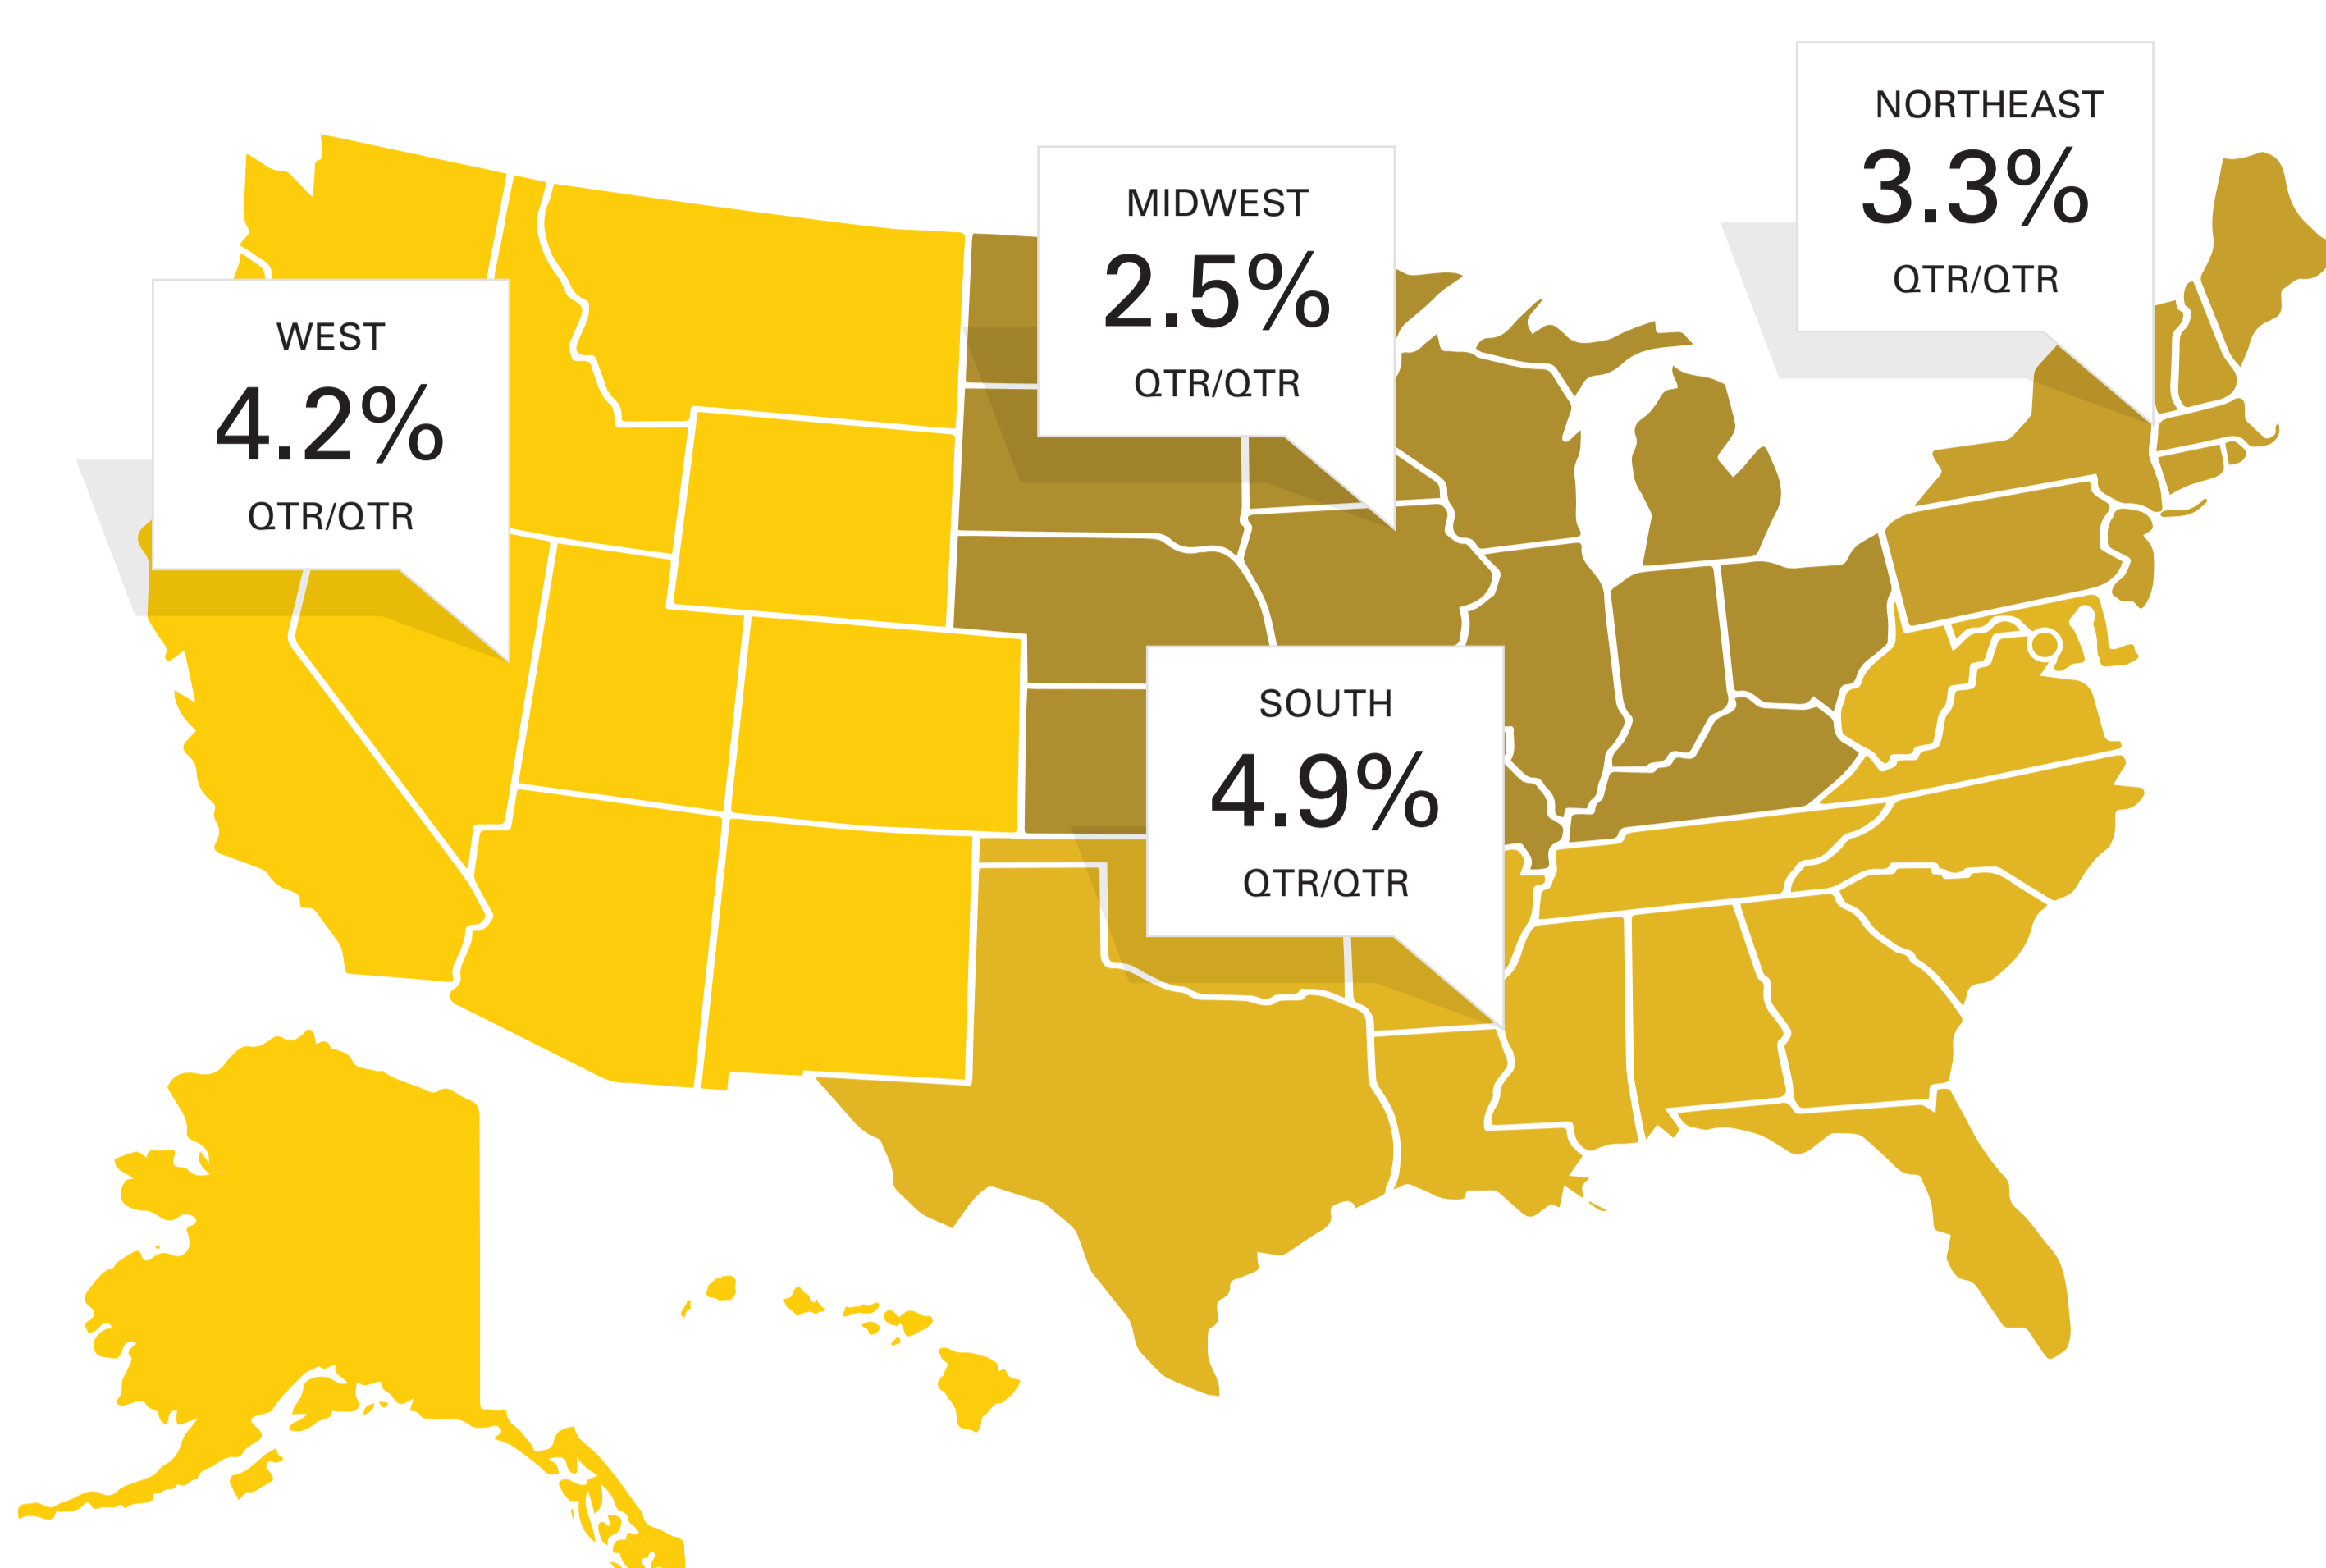 WEST
4.2%
QTR/QTR
MIDWEST
2.5%
QTR/QTR
NORTHEAST
3.3%
QTR/QTR
SOUTH
4.9%
QTR/QTR